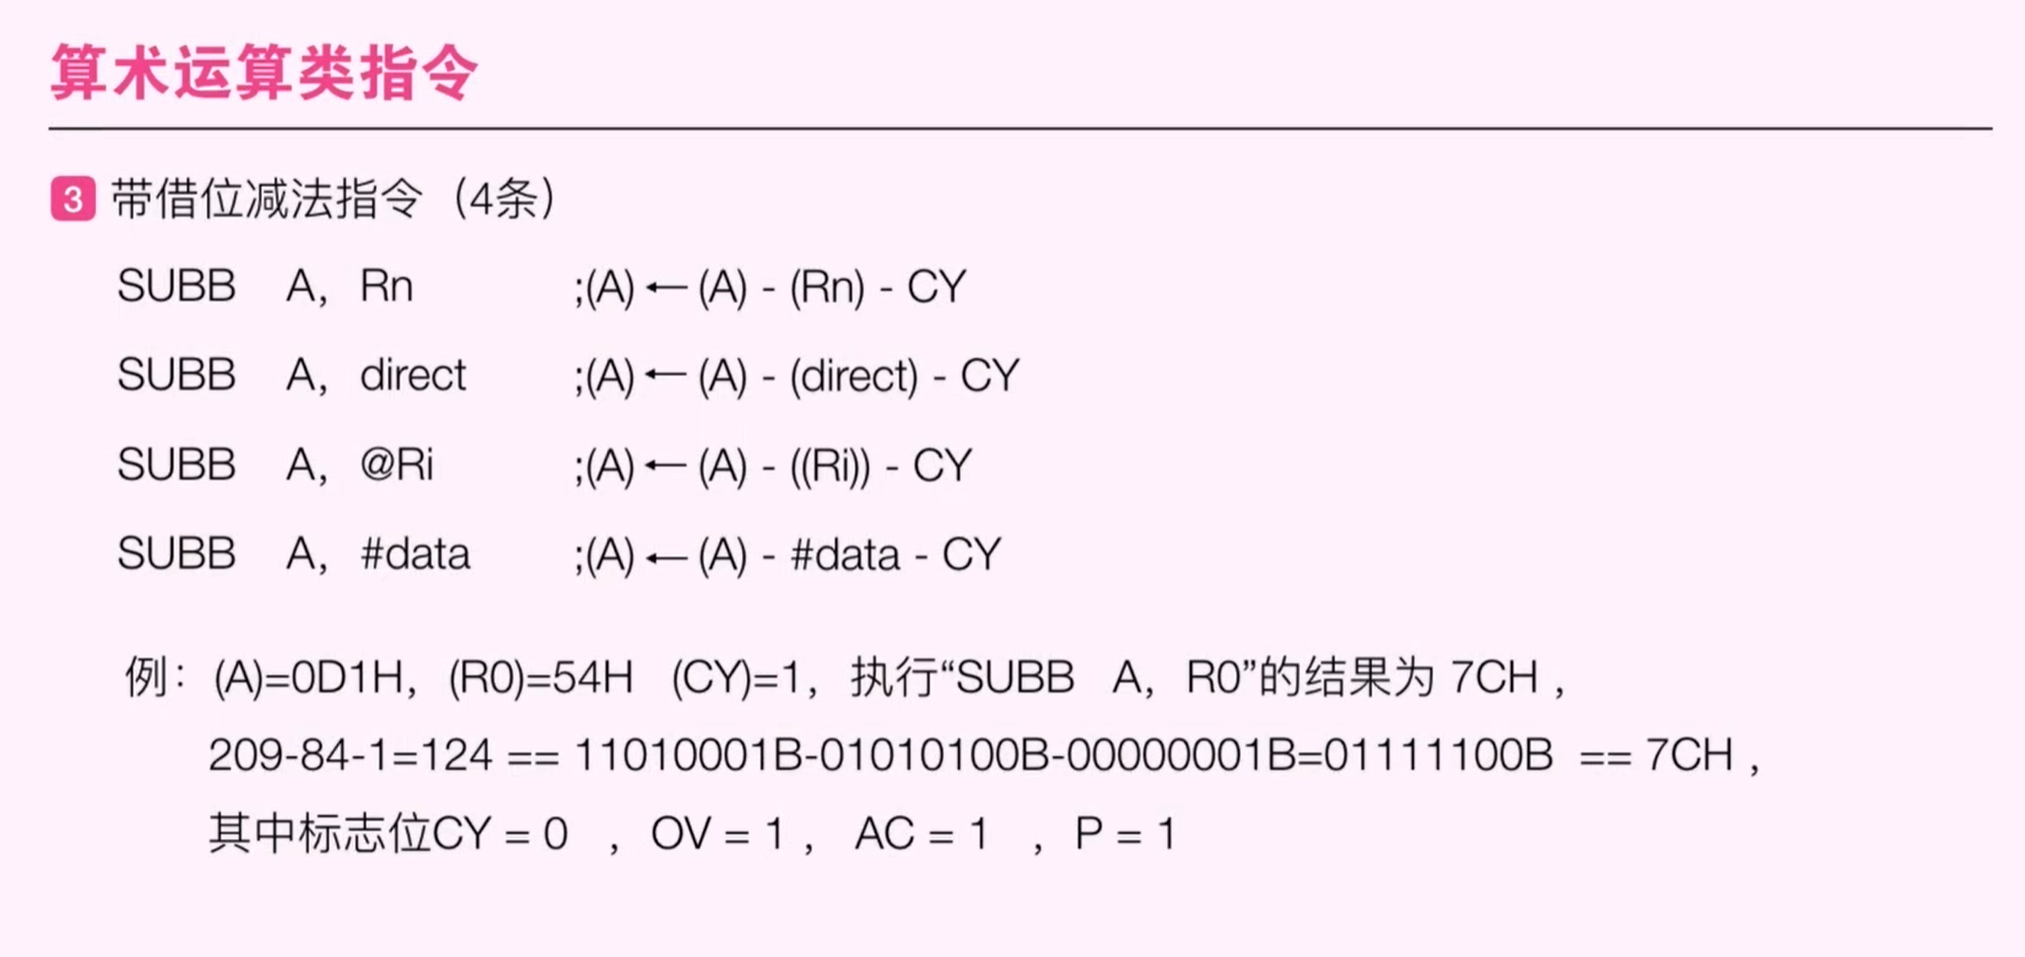 算术运算类指令
3 带借位减法指令（4条）
SUBB A，Rn ;(A)←(A) - (Rn) - CY
SUBB A，direct ;(A)←(A) - (direct) - CY
SUBB A，@Ri ;(A)←(A) - ((Ri)) - CY
SUBB A，#data ;(A)←(A) - #data - CY
例：(A)=0D1H，(R0)=54H (CY)=1，执行“SUBB A，R0”的结果为 7CH，
209-84-1=124 == 11010001B-01010100B-00000001B=01111100B == 7CH，
其中标志位CY = 0 ，OV = 1， AC = 1 ，P = 1